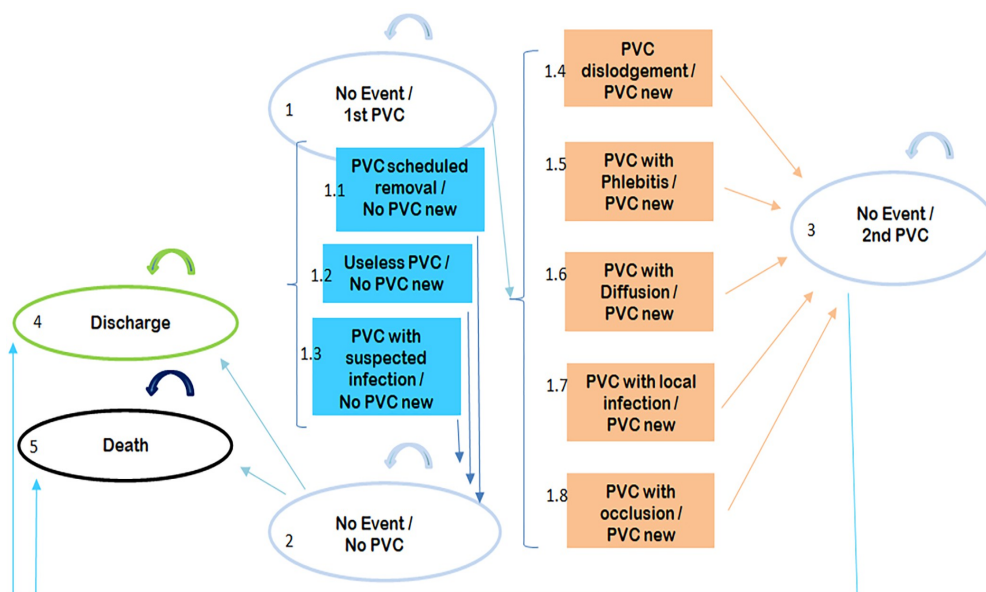 1
No Event /
1st PVC
1.1
PVC scheduled
removal /
No PVC new
1.2
Useless PVC /
No PVC new
1.3
PVC with
suspected
infection /
No PVC new
2
No Event /
No PVC
4
Discharge
5
Death
1.4
PVC
dislodgement /
PVC new
1.5
PVC with
Phlebitis /
PVC new
1.6
PVC with
Diffusion /
PVC new
1.7
PVC with local
infection /
PVC new
1.8
PVC with
occlusion /
PVC new
3
No Event /
2nd PVC